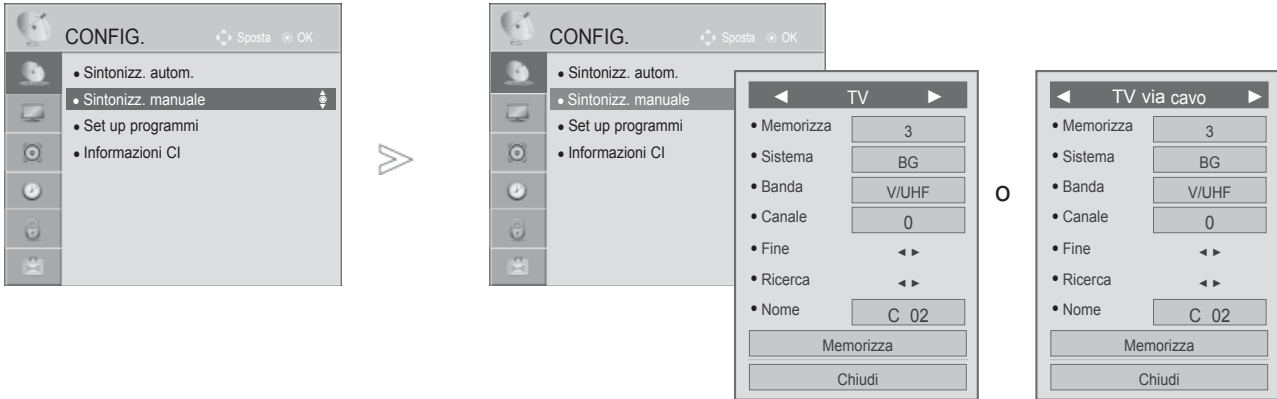 CONFIG. Sposta OK
• Sintonizz. autom.
• Sintonizz. manuale
• Set up programmi
• Informazioni CI
CONFIG. Sposta OK
• Sintonizz. autom.
• Sintonizz. manuale
• Set up programmi
• Informazioni CI
◄ TV ►
• Memorizza 3
• Sistema BG
• Banda V/UHF
• Canale 0
• Fine ◄ ►
• Ricerca ◄ ►
• Nome C 02
Memorizza
Chiudi
o
◄ TV via cavo ►
• Memorizza 3
• Sistema BG
• Banda V/UHF
• Canale 0
• Fine ◄ ►
• Ricerca ◄ ►
• Nome C 02
Memorizza
Chiudi